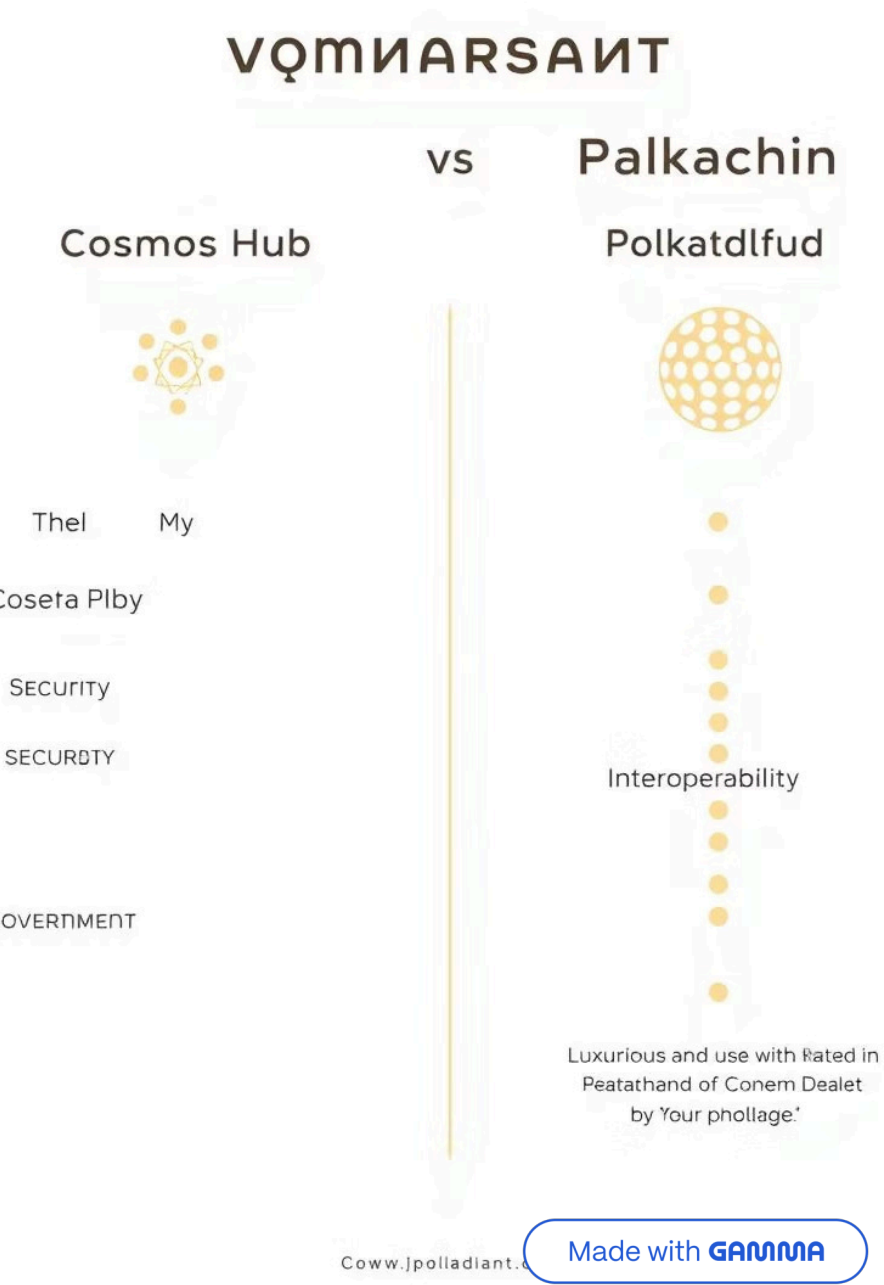 VQMИARSAИT
vs Palkachin
Cosmos Hub
Polkatdlfud
Thel My
Coseta Plby
Security
SECURBTY
OVERNMENT
Interoperability
Luxurious and use with Rated in
Peatathand of Conem Dealet
by Your phollage.'
Coww.jpolladiant.
Made with GAMMA